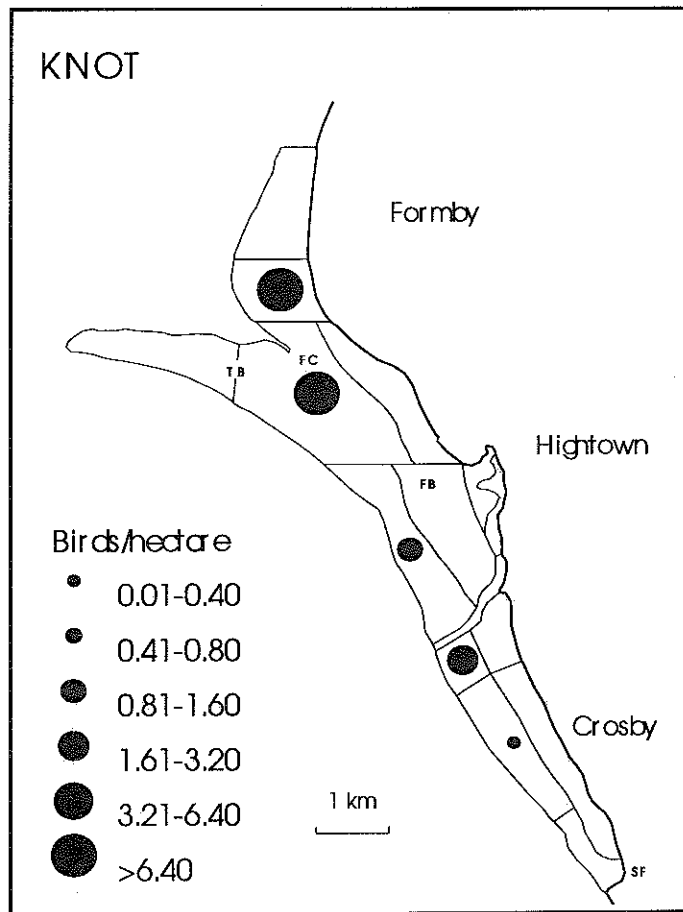 KNOT
Formby
TB
FC
Hightown
FB
Birds/hectare
0.01-0.40
0.41-0.80
0.81-1.60
1.61-3.20
3.21-6.40
>6.40
Crosby
1 km
SF